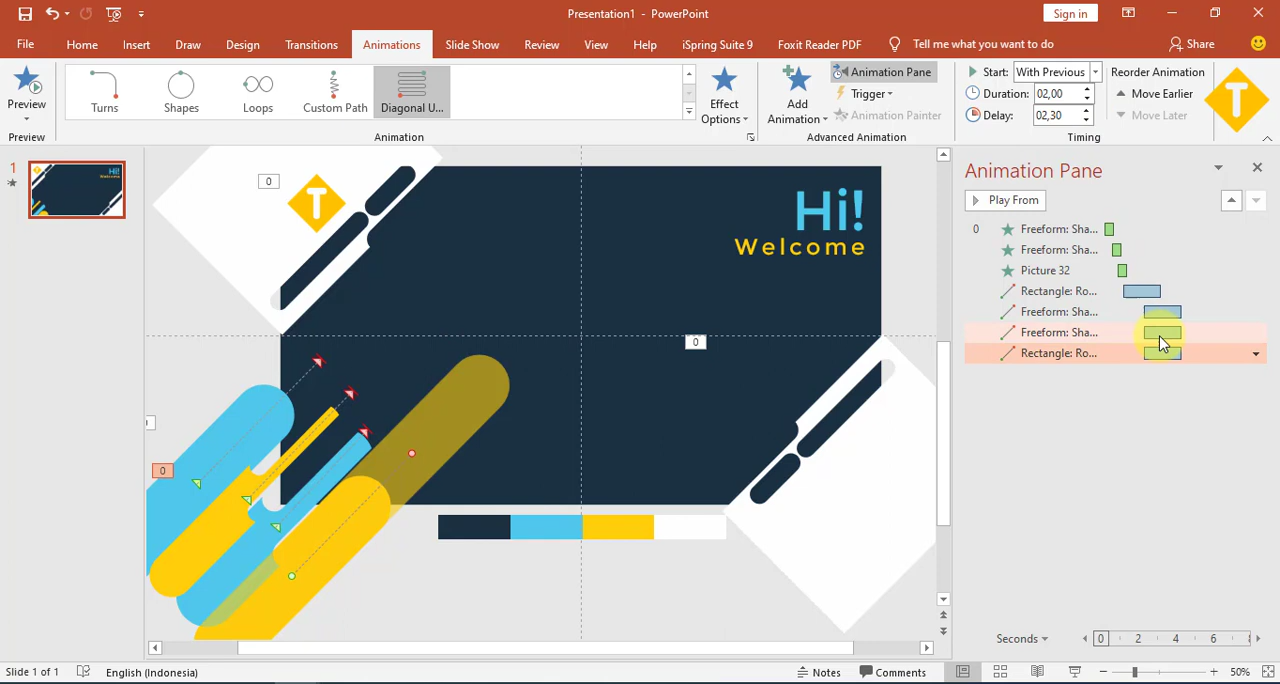 Presentation1 - PowerPoint
Sign in
File Home Insert Draw Design Transitions Animations Slide Show Review View Help iSpring Suite 9 Foxit Reader PDF Tell me what you want to do Share
Preview
Turns Shapes Loops Custom Path Diagonal U...
Effect Options
Add Animation
Animation Pane
Trigger
Animation Painter
Start: With Previous
Duration: 02,00
Delay: 02,30
Reorder Animation
Move Earlier
Move Later
T
Preview Animation Advanced Animation Timing
1
T
Hi!
Welcome
0
T
Hi!
Welcome
0
0
Animation Pane
Play From
0 Freeform: Sha...
Freeform: Sha...
Picture 32
Rectangle: Ro...
Freeform: Sha...
Freeform: Sha...
Rectangle: Ro...
Seconds 0 2 4 6
Slide 1 of 1 English (Indonesia) Notes Comments 50%